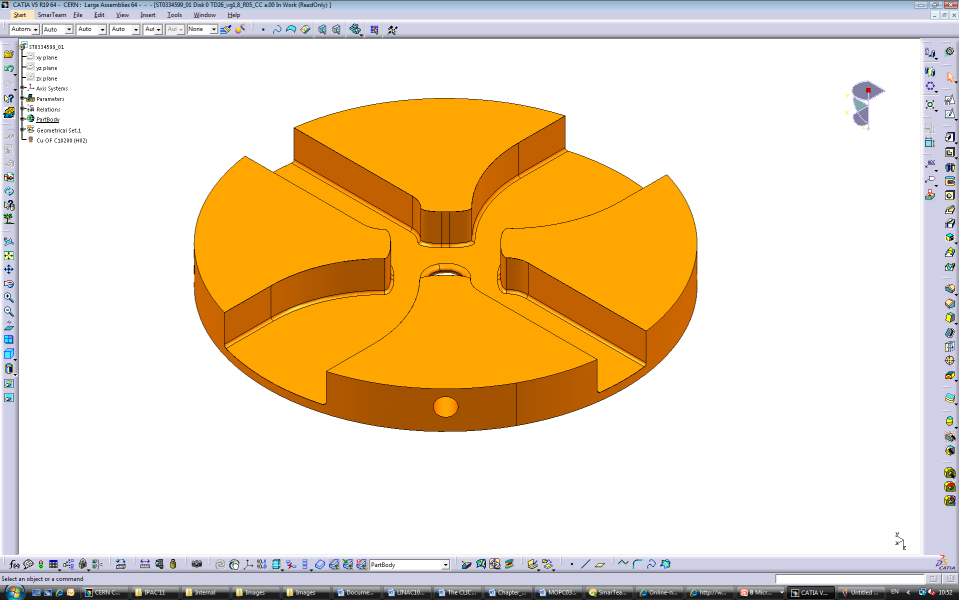 CATIA V5 R19 64 - CERN : Large Assemblies 64 - - - [ST0334599_01 Disk0 TD26_vg1,8_R05_CC x.00 In Work (ReadOnly) ]
Start SmarTeam File Edit View Insert Tools Window Help
Autom Auto Auto Auto Aut Aut None
ST0334599_01
xy plane
yz plane
zx plane
Axis Systems
Parameters
Relations
PartBody
Geometrical Set.1
Cu OF C10200 (H02)
PartBody
CATIA
Select an object or a command
CERN C... IPAC'11 Internal Images Images Docume... LINAC10... The CLIC... Chapter_... MOPC03... SmarTea... Online-n... http://w... 8 Micr... CATIA V... Untitled ... EN 10:52